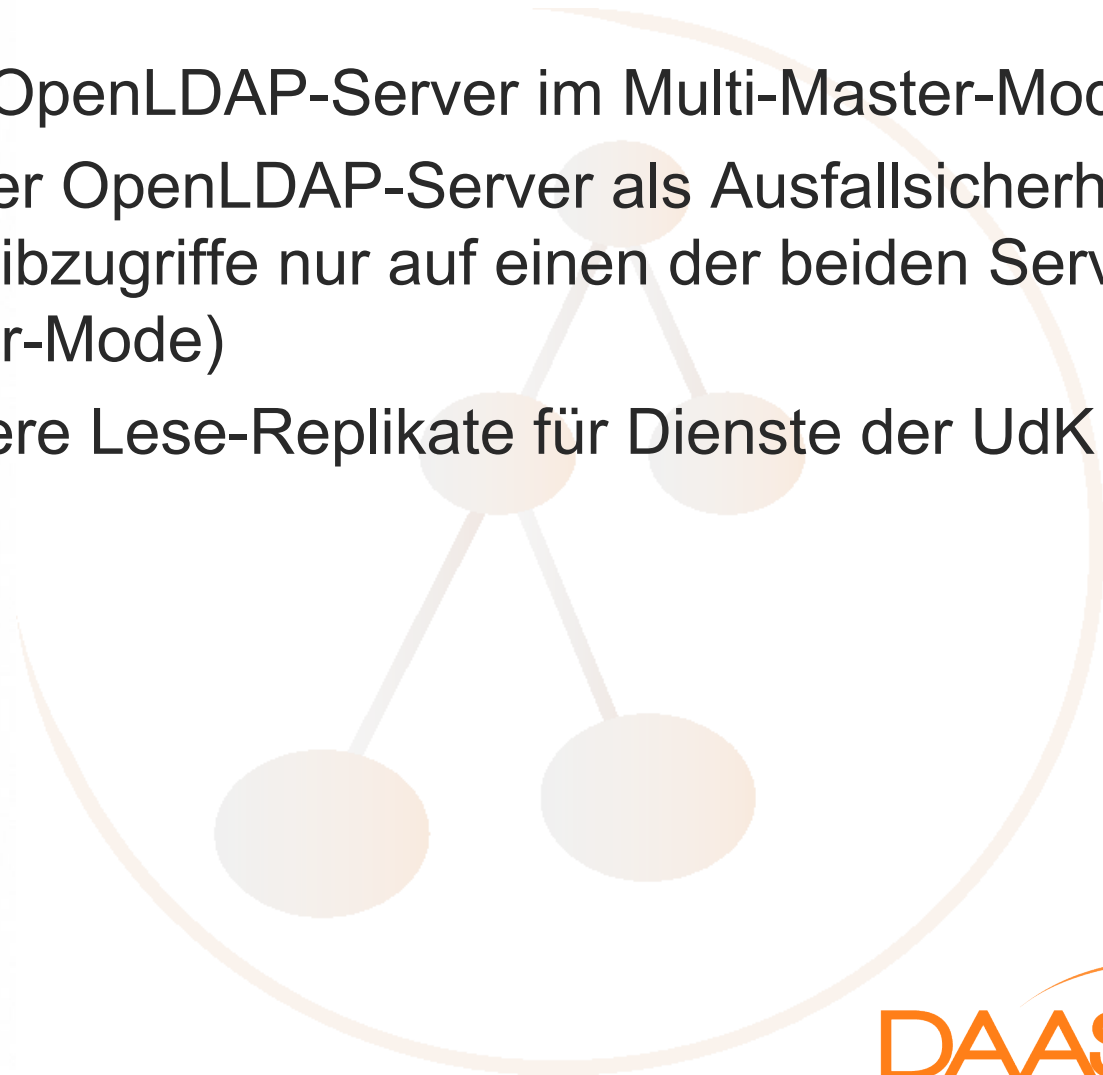 OpenLDAP-Server im Multi-Master-Mod
er OpenLDAP-Server als Ausfallsicherh
ibzugriffe nur auf einen der beiden Serv
r-Mode)
ere Lese-Replikate für Dienste der UdK
DAAS